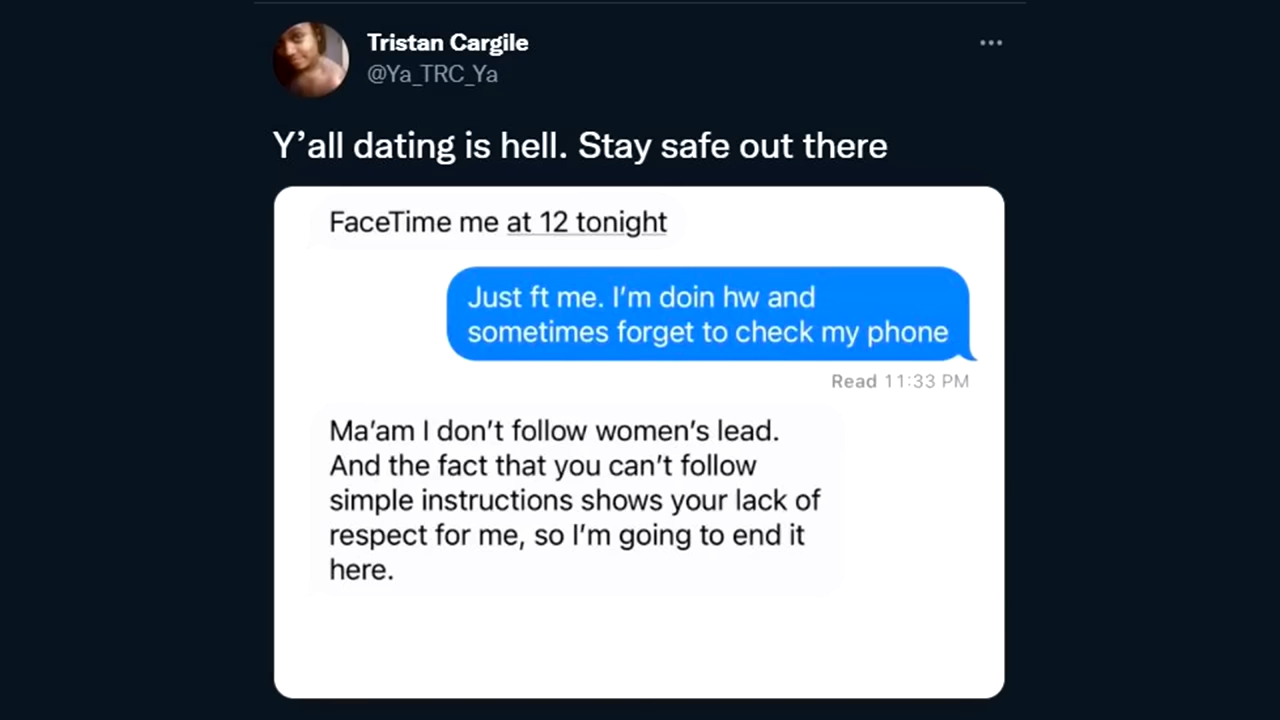 Tristan Cargile
@Ya_TRC_Ya
Y’all dating is hell. Stay safe out there
FaceTime me at 12 tonight
Just ft me. I’m doin hw and
sometimes forget to check my phone
Read 11:33 PM
Ma’am I don’t follow women’s lead.
And the fact that you can’t follow
simple instructions shows your lack of
respect for me, so I’m going to end it
here.